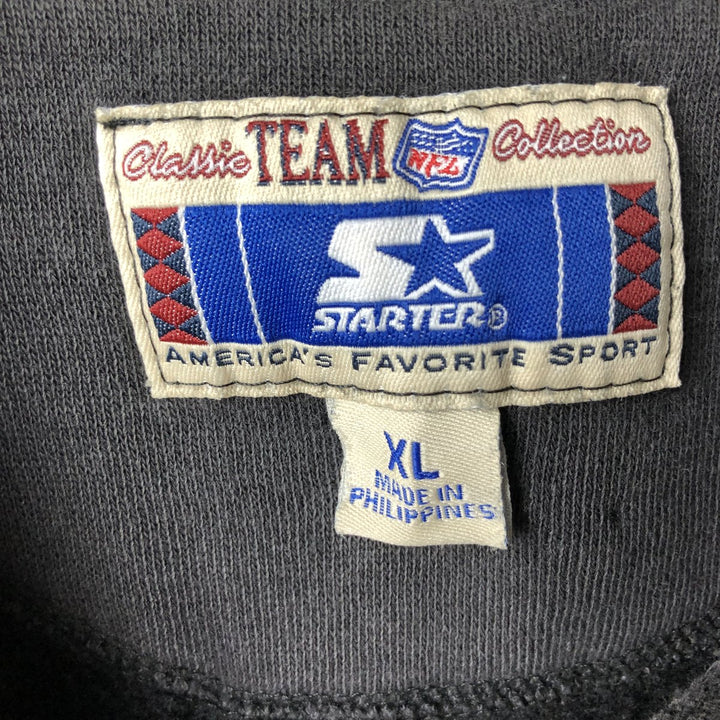 Classic TEAM NFL Collection
STARTER®
AMERICA'S FAVORITE SPORT
XL
MADE IN
PHILIPPINES